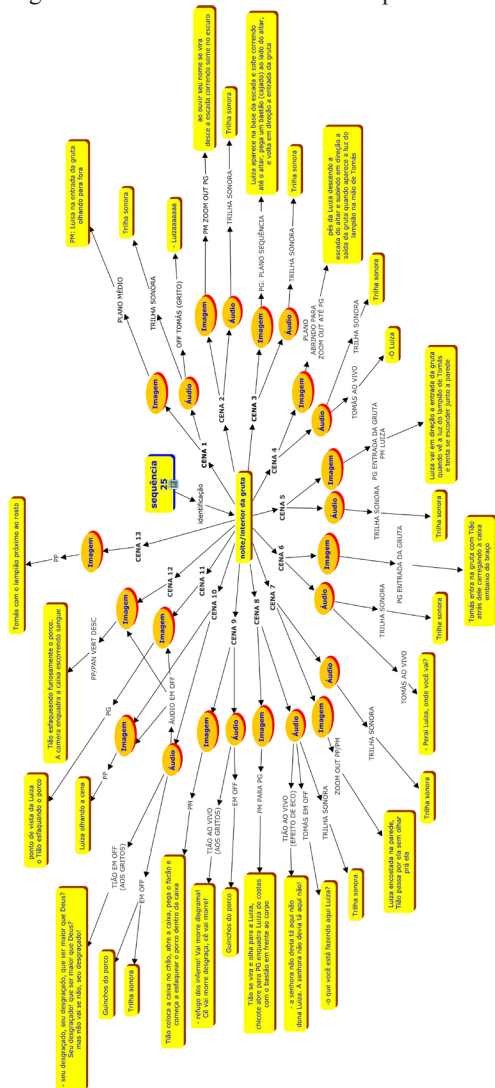 sequência
25
identificação
noite/interior da gruta
CENA 1
Imagem
PLANO MÉDIO
PM: Luisa na entrada da gruta
olhando para fora
Áudio
TRILHA SONORA
Trilha sonora
OFF TOMÁS (GRITO)
- Luizaaaaaaa
CENA 2
Imagem
PM ZOOM OUT PG
ao ouvir seu nome se vira
desce a escada correndo some no escuro
Áudio
TRILHA SONORA
Trilha sonora
CENA 3
Imagem
PG: PLANO SEQUÊNCIA
Luiza aparece na base da escada e sobe correndo
até o altar, pega um bastão (cajado) ao lado do altar,
e volta em direção a entrada da gruta
Áudio
TRILHA SONORA
Trilha sonora
CENA 4
Imagem
PLANO
ABRINDO PARA
ZOOM OUT ATÉ PG
pés da Luiza descendo a
escada do altar e subindo em direção a
saída da gruta quando aparece a luz do
lampião na mão de Tomás
Áudio
TRILHA SONORA
Trilha sonora
TOMÁS AO VIVO
-O Luiza
CENA 5
Imagem
PG ENTRADA DA GRUTA
PM LUIZA
Luiza vai em direção a entrada da gruta
quando vê a luz do lampião de Tomás
e tenta se esconder junto a parede
Áudio
TRILHA SONORA
Trilha sonora
CENA 6
Imagem
PG ENTRADA DA GRUTA
Tomás entra na gruta com Tião
atrás dele carregando a caixa
embaixo do braço
Áudio
TRILHA SONORA
Trilha sonora
TOMÁS AO VIVO
- Perai Luiza, onde você vai?
CENA 7
Áudio
TRILHA SONORA
Trilha sonora
Imagem
ZOOM OUT PP/PM
Luiza encostada na parede,
Tião passa por ela sem olhar
prá ela
CENA 8
Áudio
TRILHA SONORA
Trilha sonora
TOMÁS EM OFF
-o que você está fazendo aqui Luiza?
TIÃO AO VIVO
(EFEITO DE ECO)
- a senhora não devia tá aqui não
dona Luiza. A senhora não devia tá aqui não!
Imagem
PM PARA PG
Tião se vira e olha para a Luiza,
chicote abre para PG enquadra Luiza de costas
com o bastão em frente ao corpo
CENA 9
Áudio
EM OFF
Guinchos do porco
TIÃO AO VIVO
(AOS GRITOS)
- refugo dos inferno! Vai morre disgrama!
Cê vai morre desgraça, cê vai morre!
Imagem
PM
Tião coloca a caixa no chão, abre a caixa, pega o facão e
começa a esfaquear o porco dentro da caixa
CENA 10
Áudio
ÁUDIO EM OFF
EM OFF
Trilha sonora
Guinchos do porco
TIÃO EM OFF
(AOS GRITOS)
- seu desgraçado, seu desgraçado, que ser maior que Deus?
Seu desgraçado! que ser maior que Deus?
mas não vai se não, seu desgraçado!
Imagem
PP
Luiza olhando a cena
CENA 11
Imagem
PG
ponto de vista da Luiza
o Tião esfaquando o porco
CENA 12
Imagem
PP/PAN VERT DESC
Tião esfaqueando furiosamente o porco.
A camera enquadra a caixa escorrendo sangue
CENA 13
Imagem
PP
Tomás com o lampião próximo ao rosto